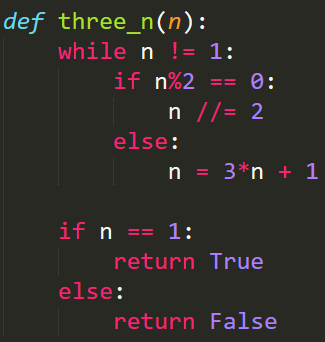 def three_n(n):
    while n != 1:
        if n%2 == 0:
            n //= 2
        else:
            n = 3*n + 1

    if n == 1:
        return True
    else:
        return False